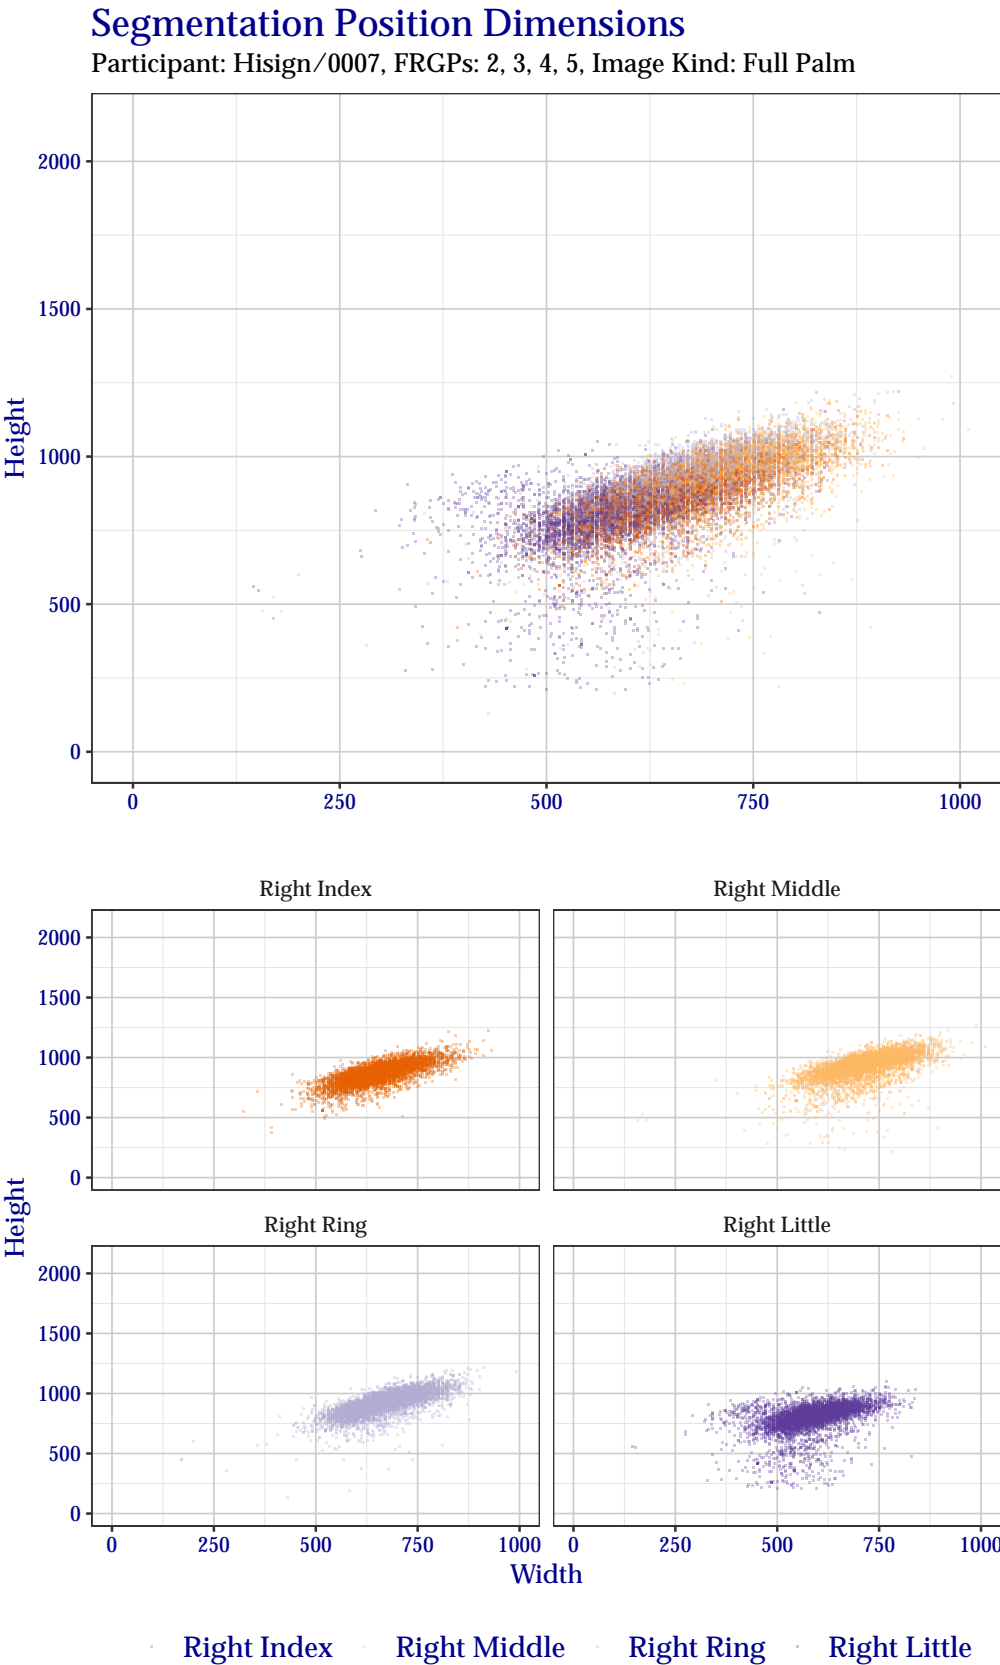 Segmentation Position Dimensions
Participant: Hisign/0007, FRGPs: 2, 3, 4, 5, Image Kind: Full Palm
Height
2000
1500
1000
500
0
0 250 500 750 1000
Right Index Right Middle
2000
1500
1000
500
0
Height
Right Ring Right Little
2000
1500
1000
500
0
0 250 500 750 1000 0 250 500 750 1000
Width
Right Index Right Middle Right Ring Right Little